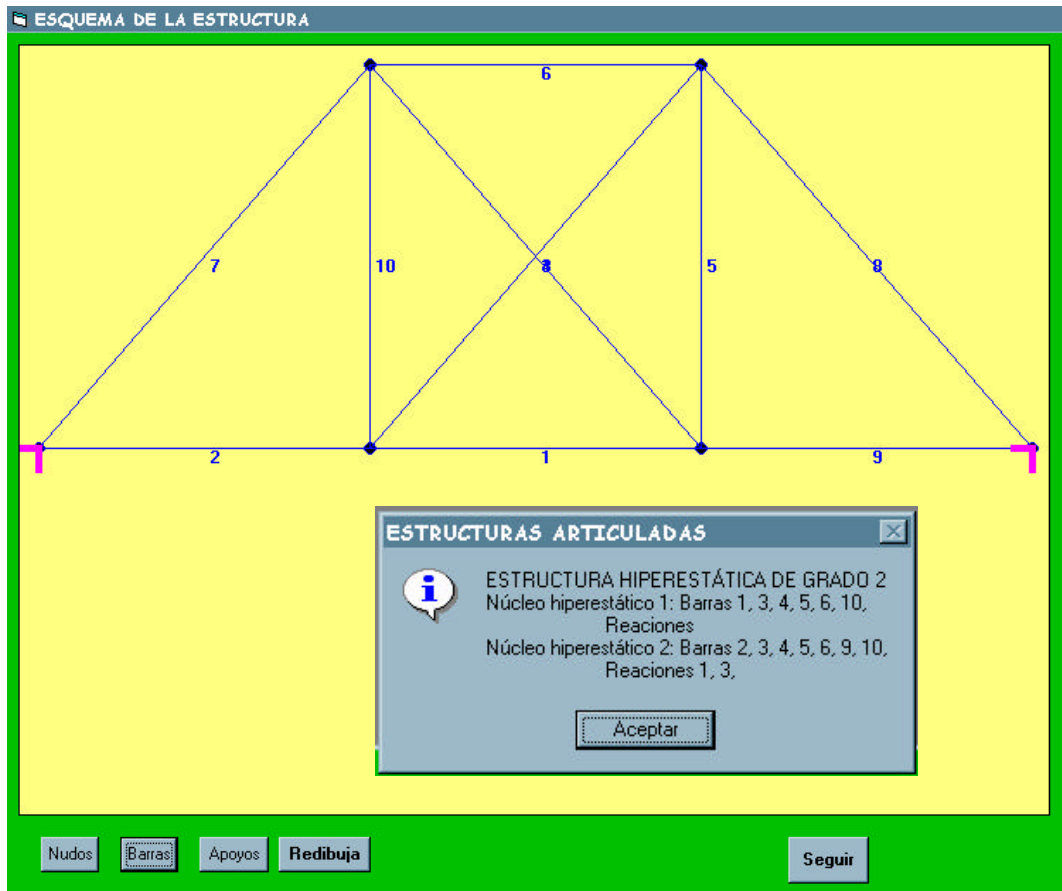 ESQUEMA DE LA ESTRUCTURA
6
7
10
5
8
2
1
9
ESTRUCTURAS ARTICULADAS
ESTRUCTURA HIPERESTÁTICA DE GRADO 2
Núcleo hiperestático 1: Barras 1, 3, 4, 5, 6, 10,
Reaciones
Núcleo hiperestático 2: Barras 2, 3, 4, 5, 6, 9, 10,
Reaciones 1, 3,
Aceptar
Nudos
Barras
Apoyos
Redibuja
Seguir